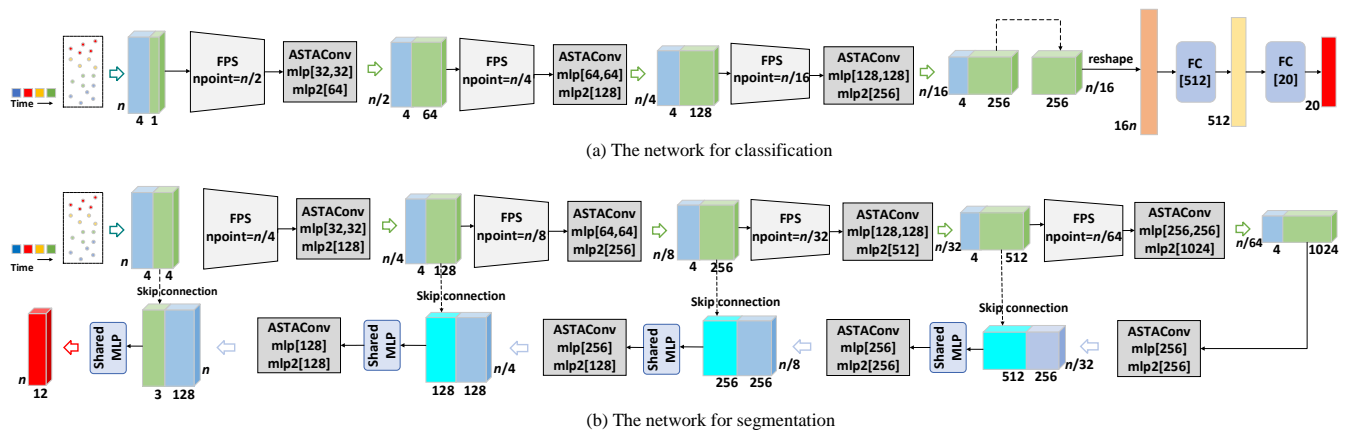 Time
n
4 1
FPS
npoint=n/2
ASTAConv
mlp[32,32]
mlp2[64]
n/2
4 64
FPS
npoint=n/4
ASTAConv
mlp[64,64]
mlp2[128]
n/4
4 128
FPS
npoint=n/16
ASTAConv
mlp[128,128]
mlp2[256]
n/16
4 256
256
n/16
reshape
16n
FC
[512]
512
FC
[20]
20
(a) The network for classification
Time
n
4 4
FPS
npoint=n/4
ASTAConv
mlp[32,32]
mlp2[128]
n/4
4 128
FPS
npoint=n/8
ASTAConv
mlp[64,64]
mlp2[256]
n/8
4 256
FPS
npoint=n/32
ASTAConv
mlp[128,128]
mlp2[512]
n/32
4 512
FPS
npoint=n/64
ASTAConv
mlp[256,256]
mlp2[1024]
n/64
4 1024
Skip connection
Skip connection
Skip connection
Skip connection
n
12
Shared
MLP
3 128
n
ASTAConv
mlp[128]
mlp2[128]
Shared
MLP
128 128
n/4
ASTAConv
mlp[256]
mlp2[128]
Shared
MLP
256 256
n/8
ASTAConv
mlp[256]
mlp2[256]
Shared
MLP
512 256
n/32
ASTAConv
mlp[256]
mlp2[256]
(b) The network for segmentation